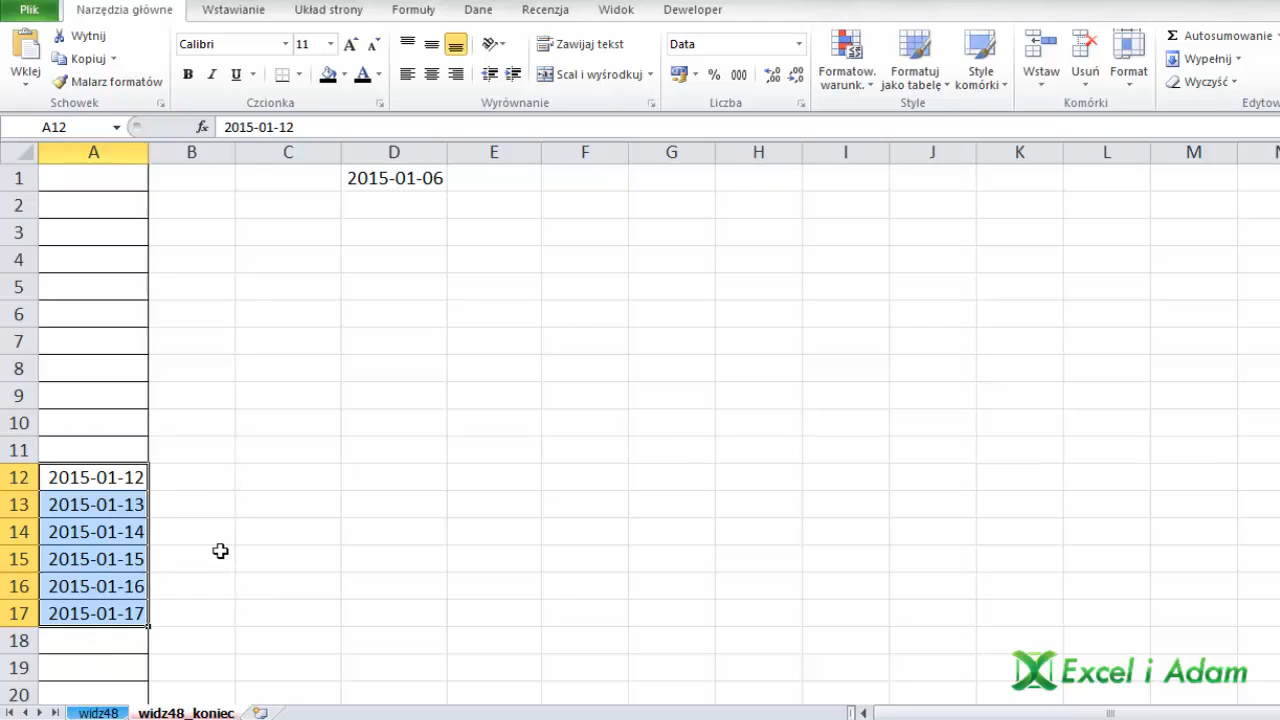 Plik Narzędzia główne Wstawianie Układ strony Formuły Dane Recenzja Widok Deweloper
Wklej
Wytnij
Kopiuj
Malarz formatów
Schowek
Calibri 11
B I U
Czcionka
Zawijaj tekst
Scal i wyśrodkuj
Wyrównanie
Data
% 000
Liczba
Formatow. warunk.
Formatuj jako tabelę
Style komórki
Style
Wstaw Usuń Format
Komórki
Σ Autosumowanie
Wypełnij
Wyczyść
Edytow
A12 fx 2015-01-12
A B C D E F G H I J K L M N
1 2015-01-06
2
3
4
5
6
7
8
9
10
11
12 2015-01-12
13 2015-01-13
14 2015-01-14
15 2015-01-15
16 2015-01-16
17 2015-01-17
18
19
20
Excel i Adam
widz48 widz48_koniec